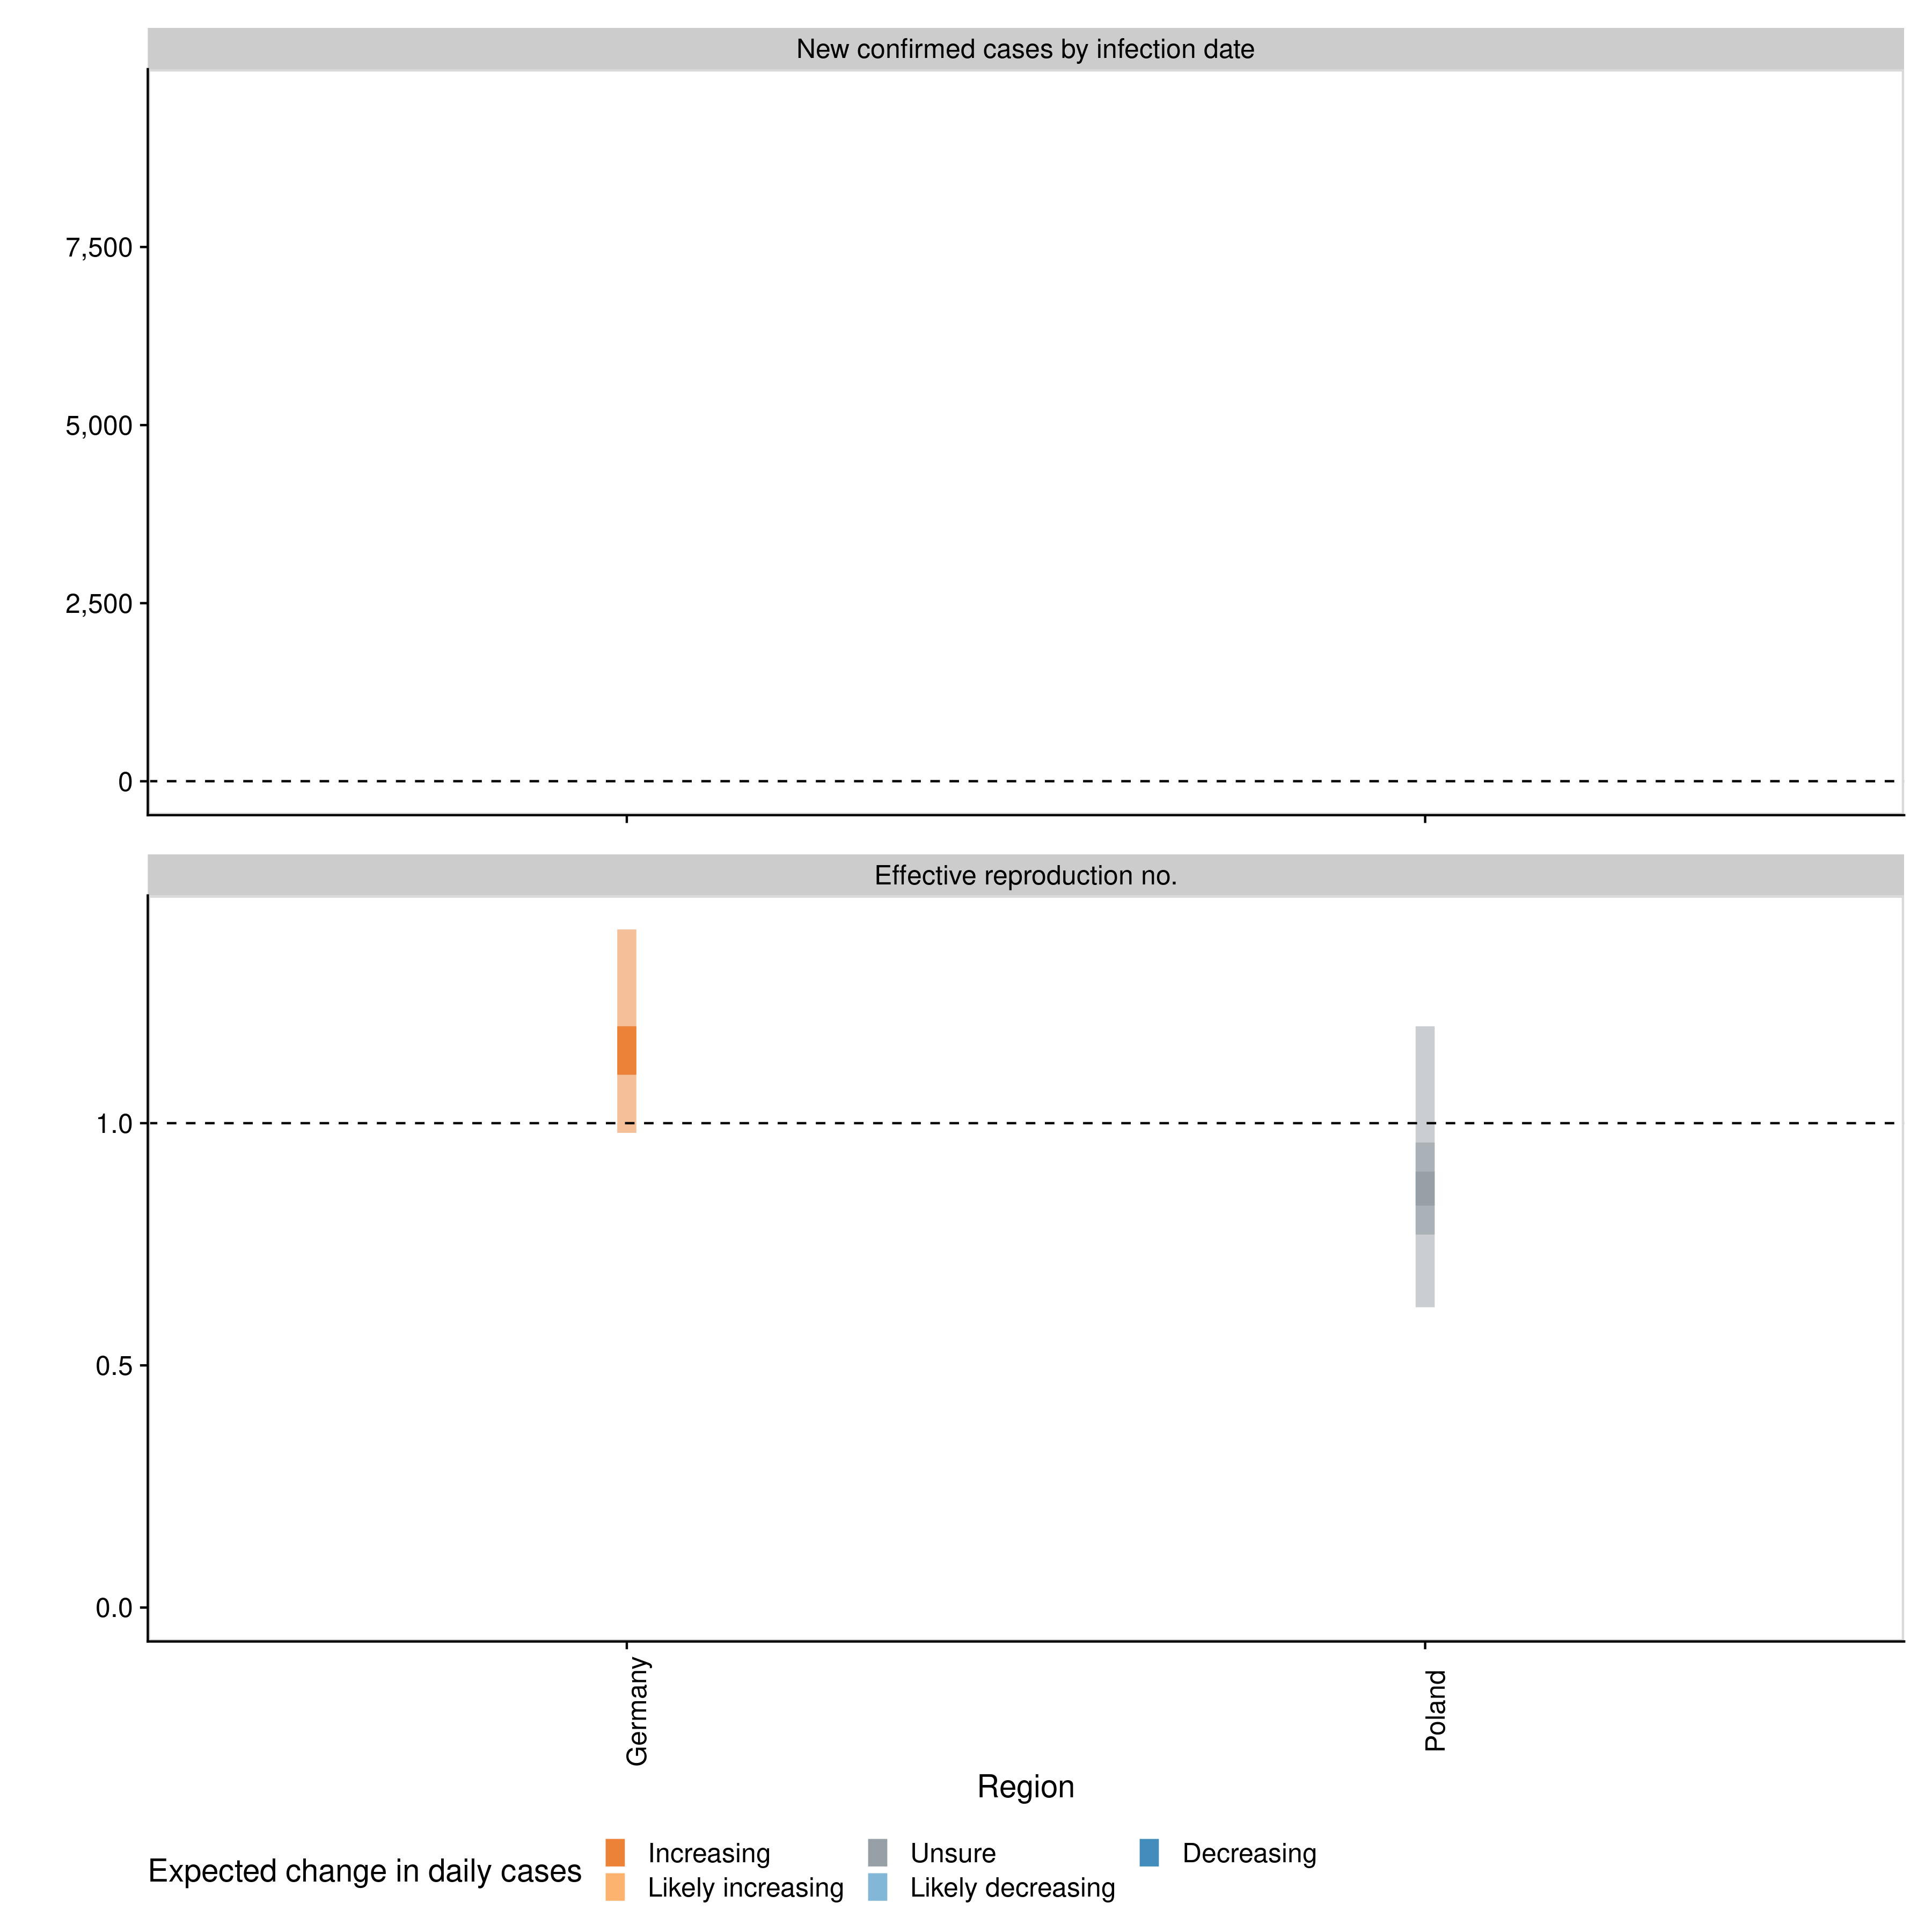 New confirmed cases by infection date
7,500
5,000
2,500
0
Effective reproduction no.
1.0
0.5
0.0
Germany
Poland
Region
Expected change in daily cases
Increasing
Likely increasing
Unsure
Likely decreasing
Decreasing